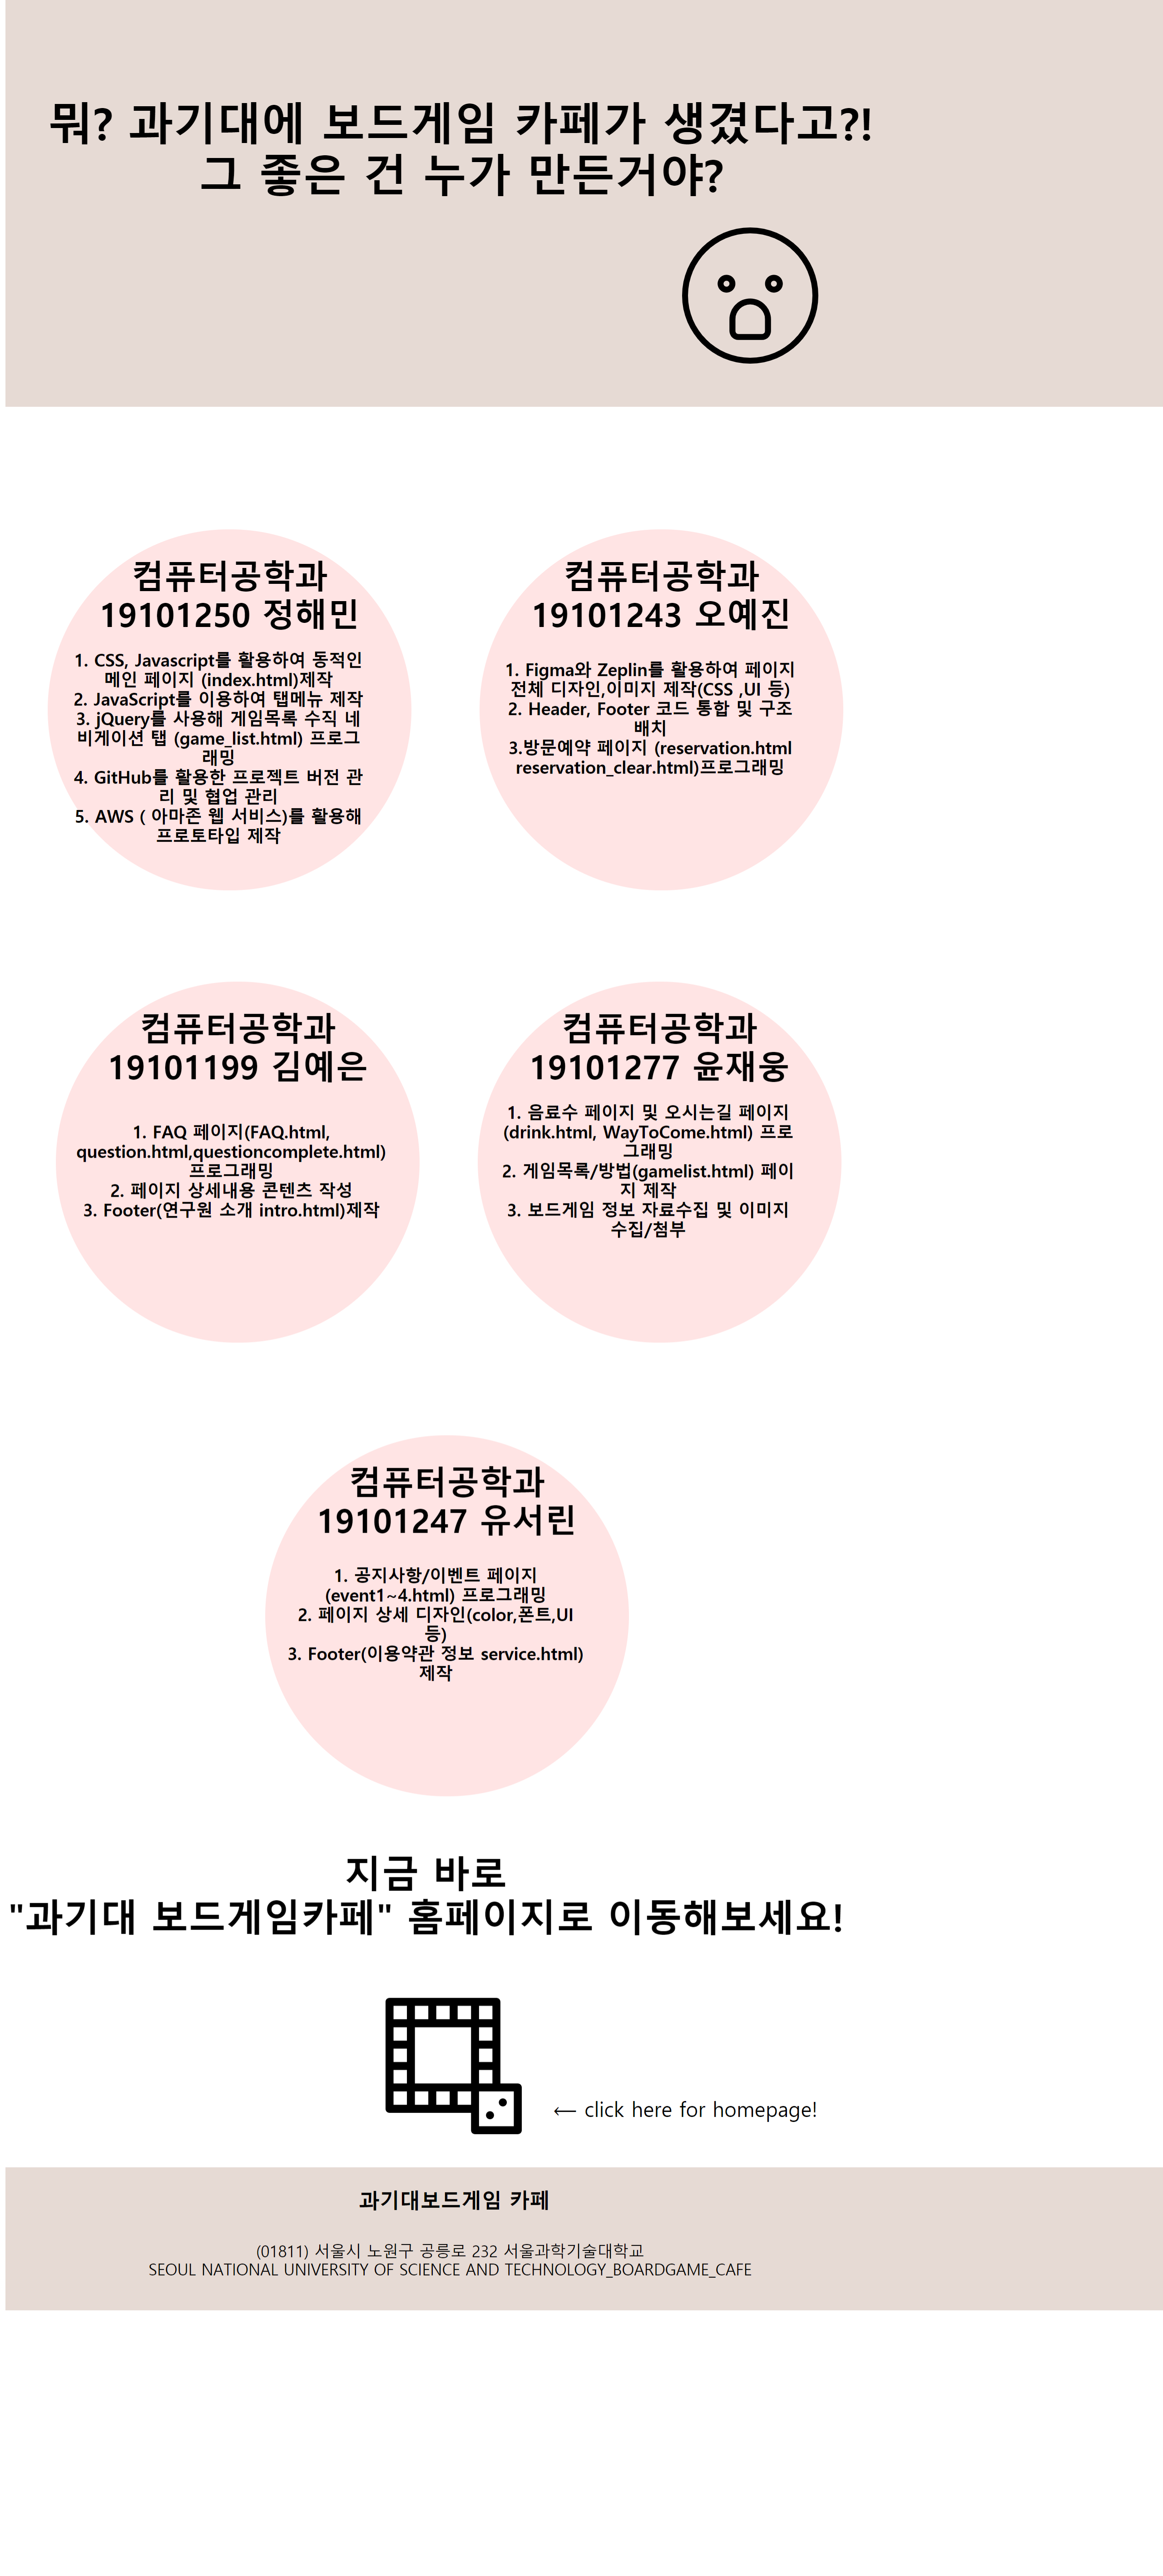 뭐? 과기대에 보드게임 카페가 생겼다고?!
그 좋은 건 누가 만든거야?
컴퓨터공학과
19101250 정해민
1. CSS, Javascript를 활용하여 동적인
메인 페이지 (index.html)제작
2. JavaScript를 이용하여 탭메뉴 제작
3. jQuery를 사용해 게임목록 수직 네
비게이션 탭 (game_list.html) 프로그
래밍
4. GitHub를 활용한 프로젝트 버전 관
리 및 협업 관리
5. AWS ( 아마존 웹 서비스)를 활용해
프로토타입 제작
컴퓨터공학과
19101243 오예진
1. Figma와 Zeplin를 활용하여 페이지
전체 디자인,이미지 제작(CSS ,UI 등)
2. Header, Footer 코드 통합 및 구조
배치
3.방문예약 페이지 (reservation.html
reservation_clear.html)프로그래밍
컴퓨터공학과
19101199 김예은
1. FAQ 페이지(FAQ.html,
question.html,questioncomplete.html)
프로그래밍
2. 페이지 상세내용 콘텐츠 작성
3. Footer(연구원 소개 intro.html)제작
컴퓨터공학과
19101277 윤재웅
1. 음료수 페이지 및 오시는길 페이지
(drink.html, WayToCome.html) 프로
그래밍
2. 게임목록/방법(gamelist.html) 페이
지 제작
3. 보드게임 정보 자료수집 및 이미지
수집/첨부
컴퓨터공학과
19101247 유서린
1. 공지사항/이벤트 페이지
(event1~4.html) 프로그래밍
2. 페이지 상세 디자인(color,폰트,UI
등)
3. Footer(이용약관 정보 service.html)
제작
지금 바로
"과기대 보드게임카페" 홈페이지로 이동해보세요!
← click here for homepage!
과기대보드게임 카페
(01811) 서울시 노원구 공릉로 232 서울과학기술대학교
SEOUL NATIONAL UNIVERSITY OF SCIENCE AND TECHNOLOGY_BOARDGAME_CAFE